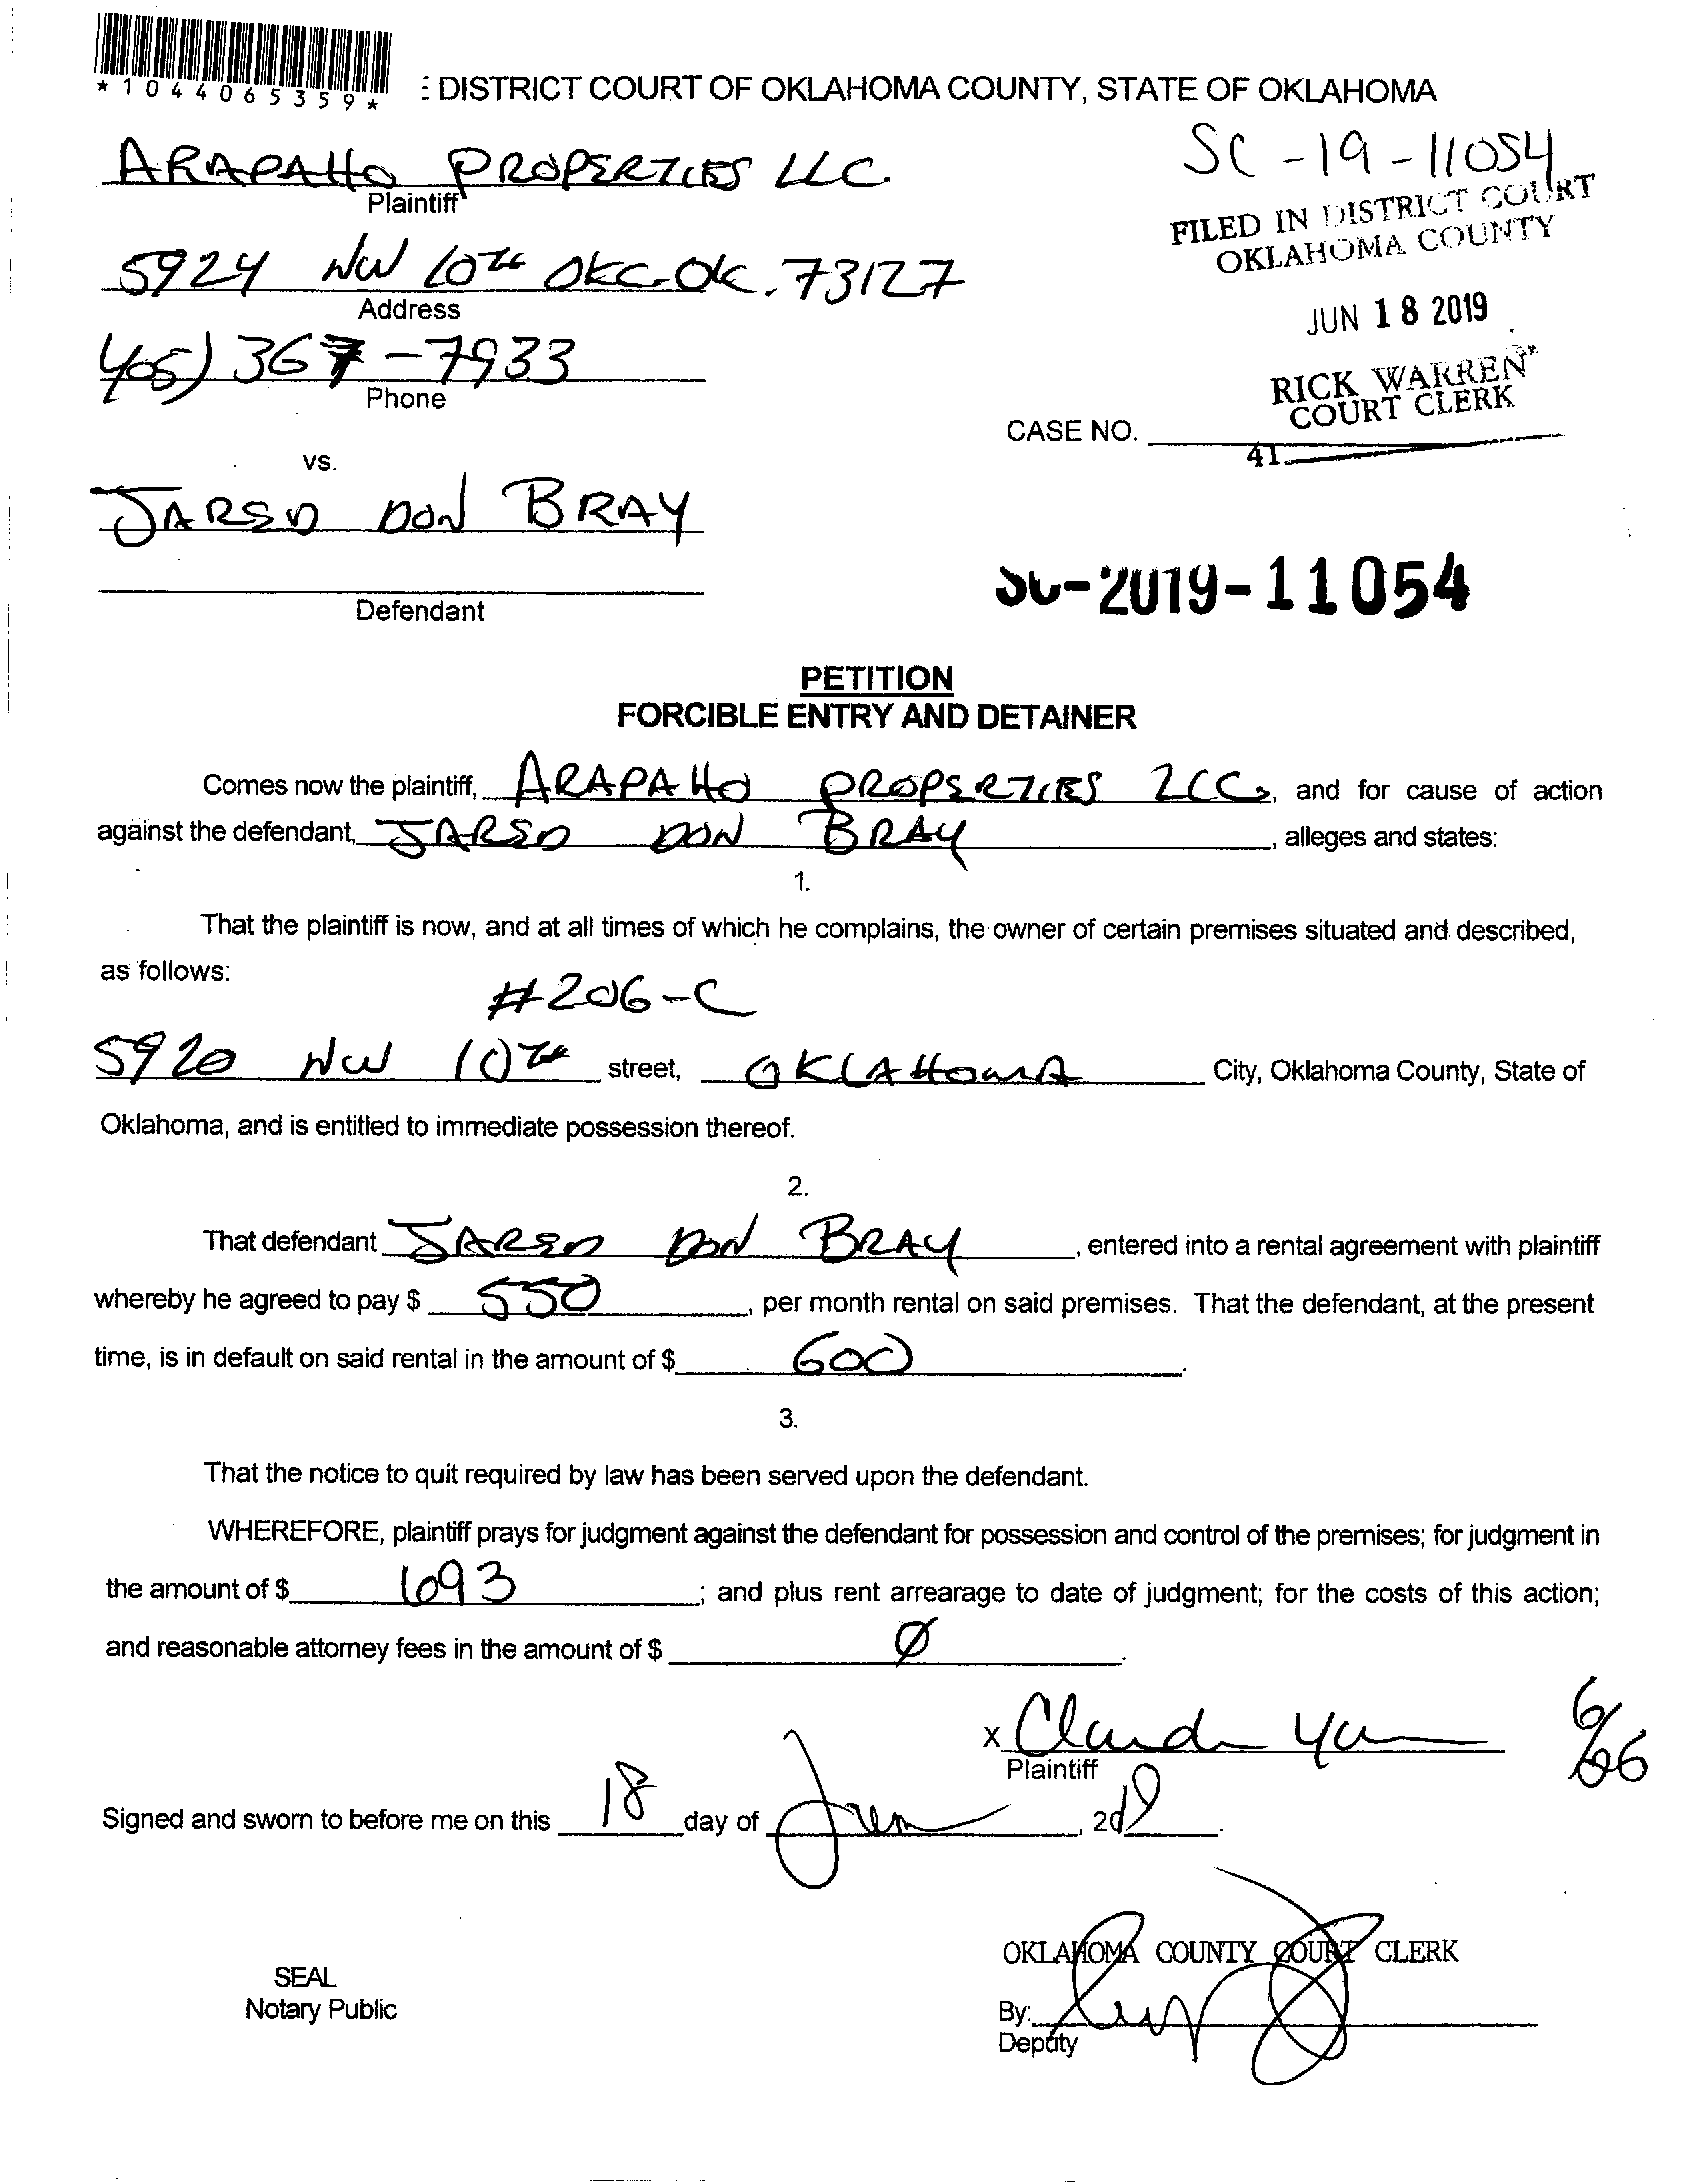 *1044065359*
: DISTRICT COURT OF OKLAHOMA COUNTY, STATE OF OKLAHOMA
ARAPAHO PROPERTIES LLC.
Plaintiff
SC-19-11054
FILED IN DISTRICT COURT
OKLAHOMA COUNTY
5924 NW 10th OKC-OK. 73127
Address
JUN 18 2019
405) 367-7933
Phone
RICK WARREN
COURT CLERK
CASE NO.
41
vs.
JARED DON BRAY
Defendant
SC-2019-11054
PETITION
FORCIBLE ENTRY AND DETAINER
Comes now the plaintiff, ARAPAHO PROPERTIES LLC, and for cause of action
against the defendant, JARED DON BRAY, alleges and states:
1.
That the plaintiff is now, and at all times of which he complains, the owner of certain premises situated and described,
as follows:
#206-C
5920 NW 10th street, OKLAHOMA City, Oklahoma County, State of
Oklahoma, and is entitled to immediate possession thereof.
2.
That defendant JARED DON BRAY, entered into a rental agreement with plaintiff
whereby he agreed to pay $ 550, per month rental on said premises. That the defendant, at the present
time, is in default on said rental in the amount of $ 600.
3.
That the notice to quit required by law has been served upon the defendant.
WHEREFORE, plaintiff prays for judgment against the defendant for possession and control of the premises; for judgment in
the amount of $ 1093; and plus rent arrearage to date of judgment; for the costs of this action;
and reasonable attorney fees in the amount of $ Ø.
X
Plaintiff
6/26
Signed and sworn to before me on this 18 day of June, 2019.
OKLAHOMA COUNTY COURT CLERK
SEAL
Notary Public
By:
Deputy